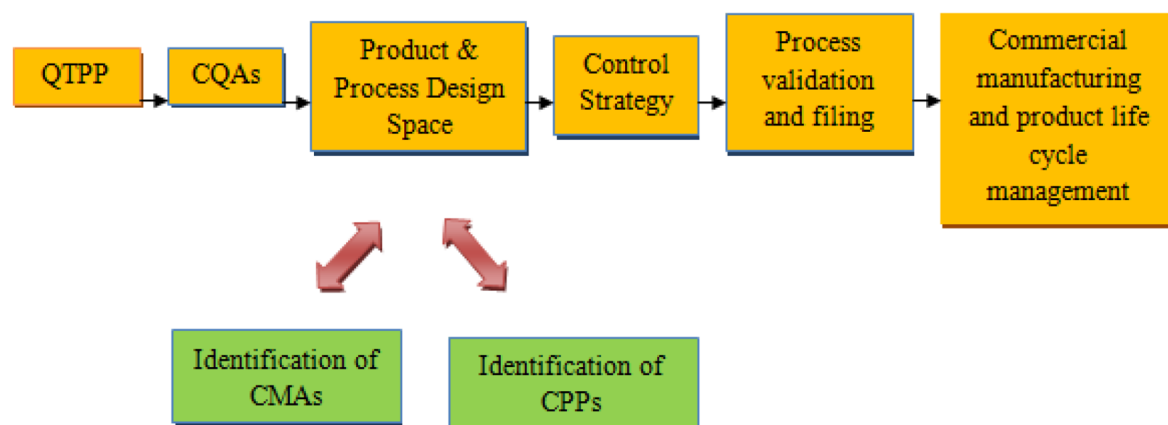 QTPP
CQAs
Product &
Process Design
Space
Control
Strategy
Process
validation
and filing
Commercial
manufacturing
and product life
cycle
management
Identification of
CMAs
Identification of
CPPs